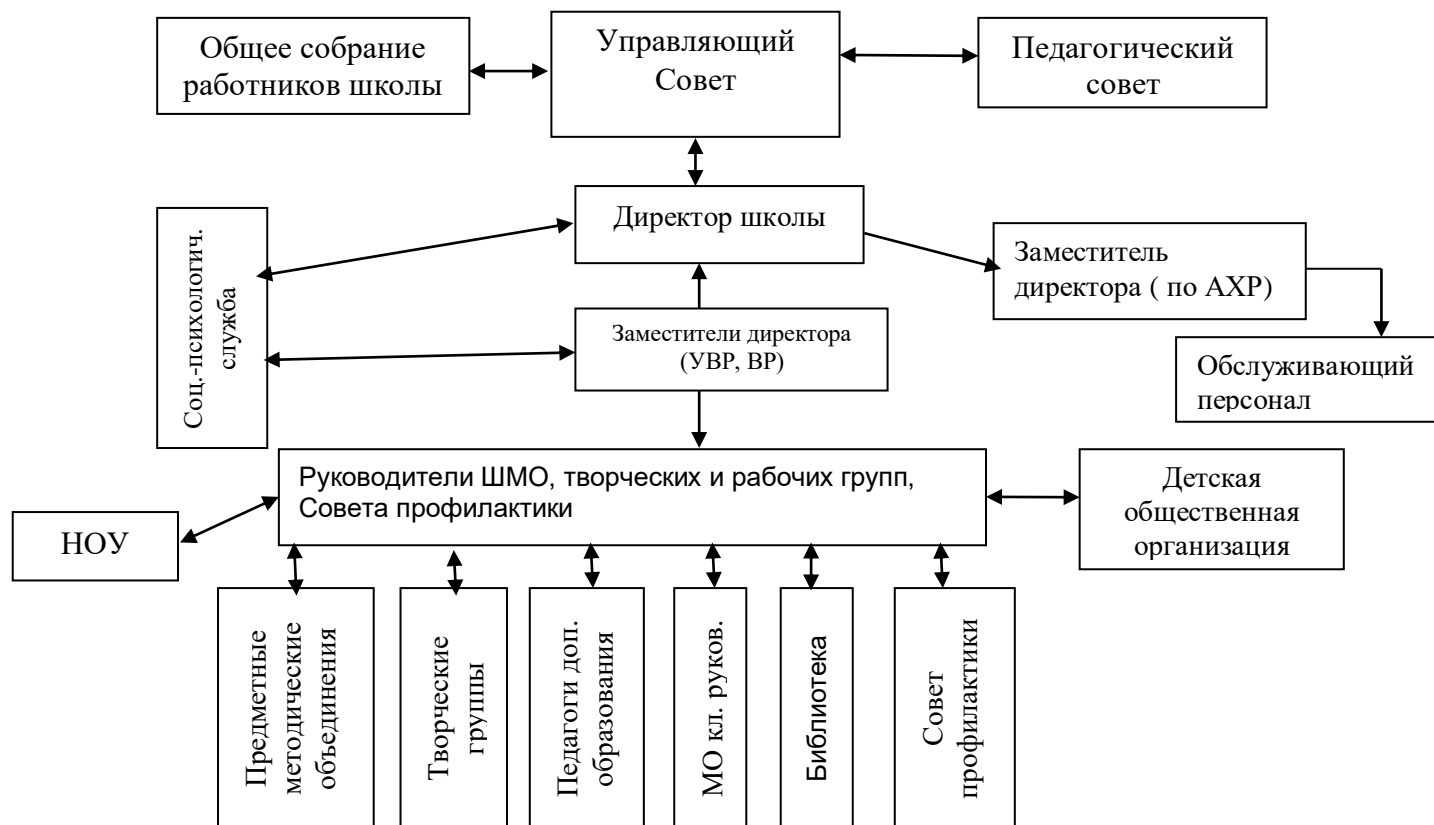 Общее собрание
работников школы
Управляющий
Совет
Педагогический
совет
Директор школы
Соц.-психологич.
служба
Заместитель
директора ( по АХР)
Заместители директора
(УВР, ВР)
Обслуживающий
персонал
Руководители ШМО, творческих и рабочих групп,
Совета профилактики
Детская
общественная
организация
НОУ
Предметные
методические
объединения
Творческие
группы
Педагоги доп.
образования
МО кл. руков.
Библиотека
Совет
профилактики